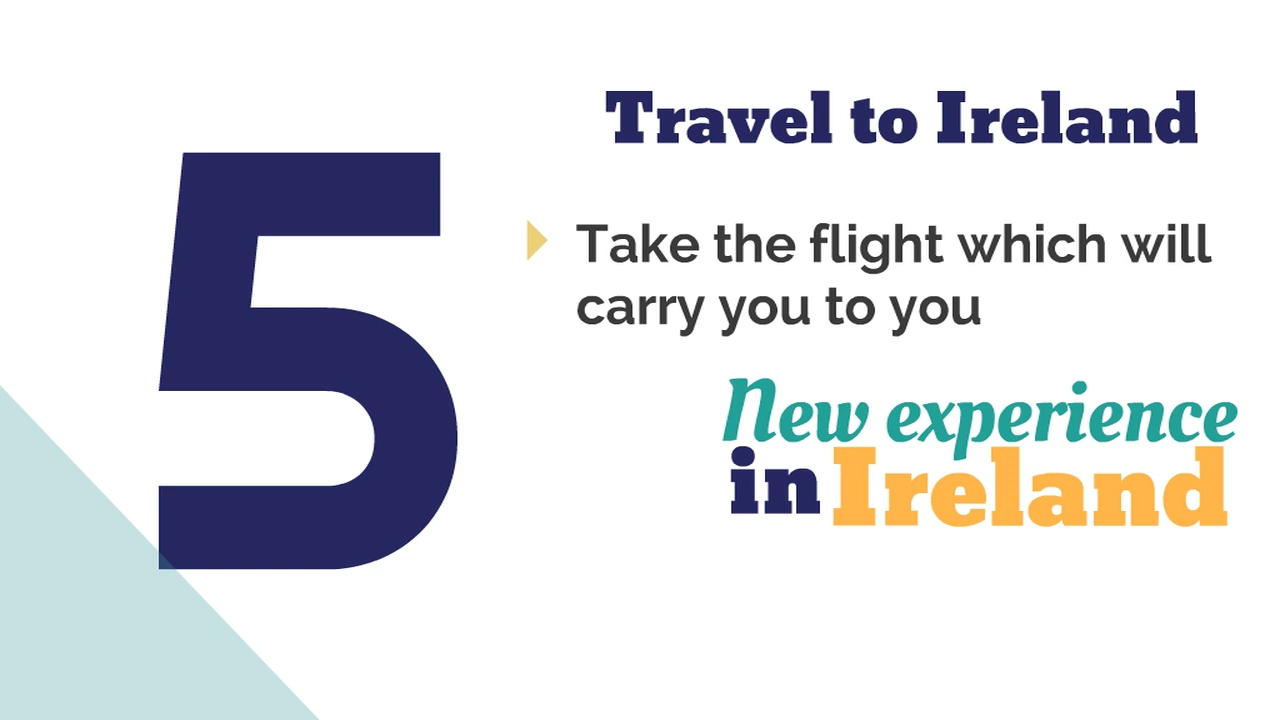 5
Travel to Ireland
Take the flight which will
carry you to you
New experience
in Ireland